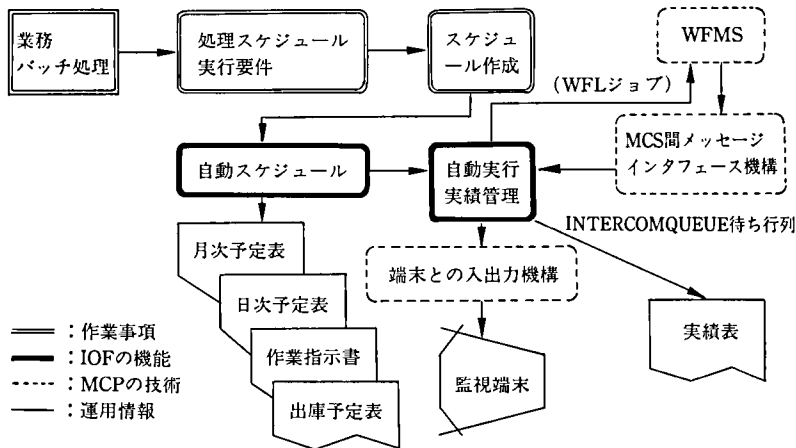 業務
バッチ処理
処理スケジュール
実行要件
スケジュ
ール作成
WFMS
(WFLジョブ)
MCS間メッセージ
インタフェース機構
自動スケジュール
自動実行
実績管理
INTERCOMQUEUE待ち行列
月次予定表
端末との入出力機構
日次予定表
作業指示書
出庫予定表
監視端末
実績表
：作業事項
：IOFの機能
：MCPの技術
：運用情報